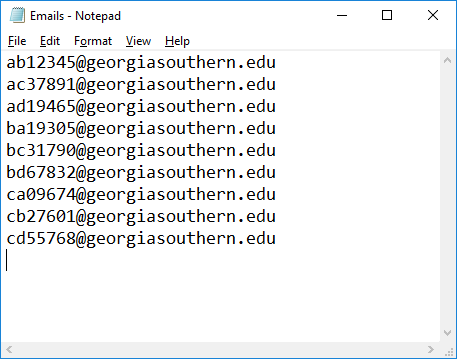 Emails - Notepad
File Edit Format View Help
ab12345@georgiasouthern.edu
ac37891@georgiasouthern.edu
ad19465@georgiasouthern.edu
ba19305@georgiasouthern.edu
bc31790@georgiasouthern.edu
bd67832@georgiasouthern.edu
ca09674@georgiasouthern.edu
cb27601@georgiasouthern.edu
cd55768@georgiasouthern.edu